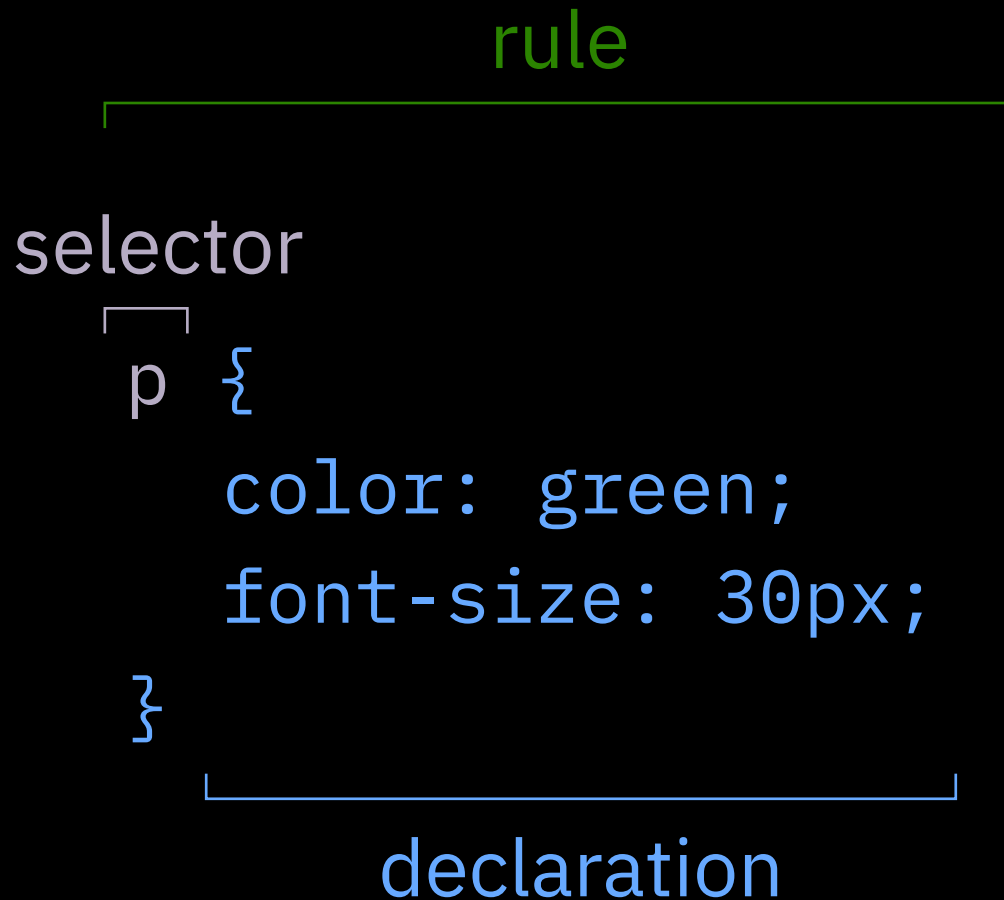 rule
selector
p {
color: green;
font-size: 30px;
}
declaration